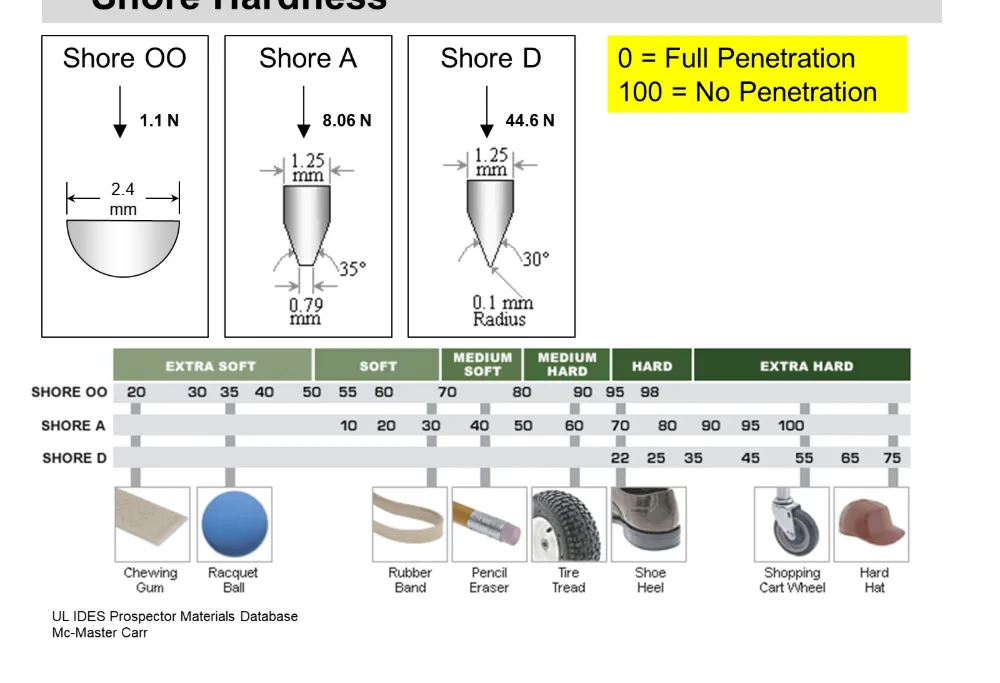 Shore Hardness
Shore OO
1.1 N
2.4
mm
Shore A
8.06 N
1.25
mm
35°
0.79
mm
Shore D
44.6 N
1.25
mm
30°
0.1 mm
Radius
0 = Full Penetration
100 = No Penetration
EXTRA SOFT SOFT MEDIUM SOFT MEDIUM HARD HARD EXTRA HARD
SHORE OO 20 30 35 40 50 55 60 70 80 90 95 98
SHORE A 10 20 30 40 50 60 70 80 90 95 100
SHORE D 22 25 35 45 55 65 75
Chewing
Gum
Racquet
Ball
Rubber
Band
Pencil
Eraser
Tire
Tread
Shoe
Heel
Shopping
Cart Wheel
Hard
Hat
UL IDES Prospector Materials Database
Mc-Master Carr